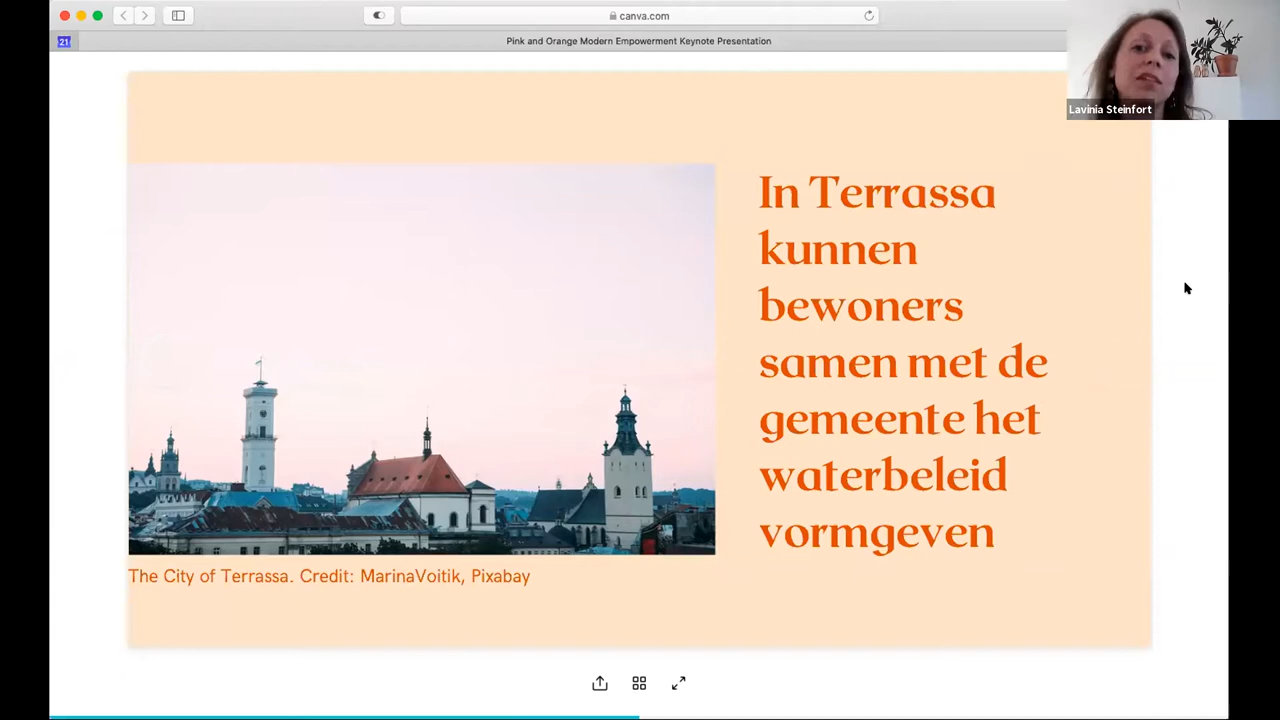 canva.com
21
Pink and Orange Modern Empowerment Keynote Presentation
Lavinia Steinfort
In Terrassa
kunnen
bewoners
samen met de
gemeente het
waterbeleid
vormgeven
The City of Terrassa. Credit: MarinaVoitik, Pixabay